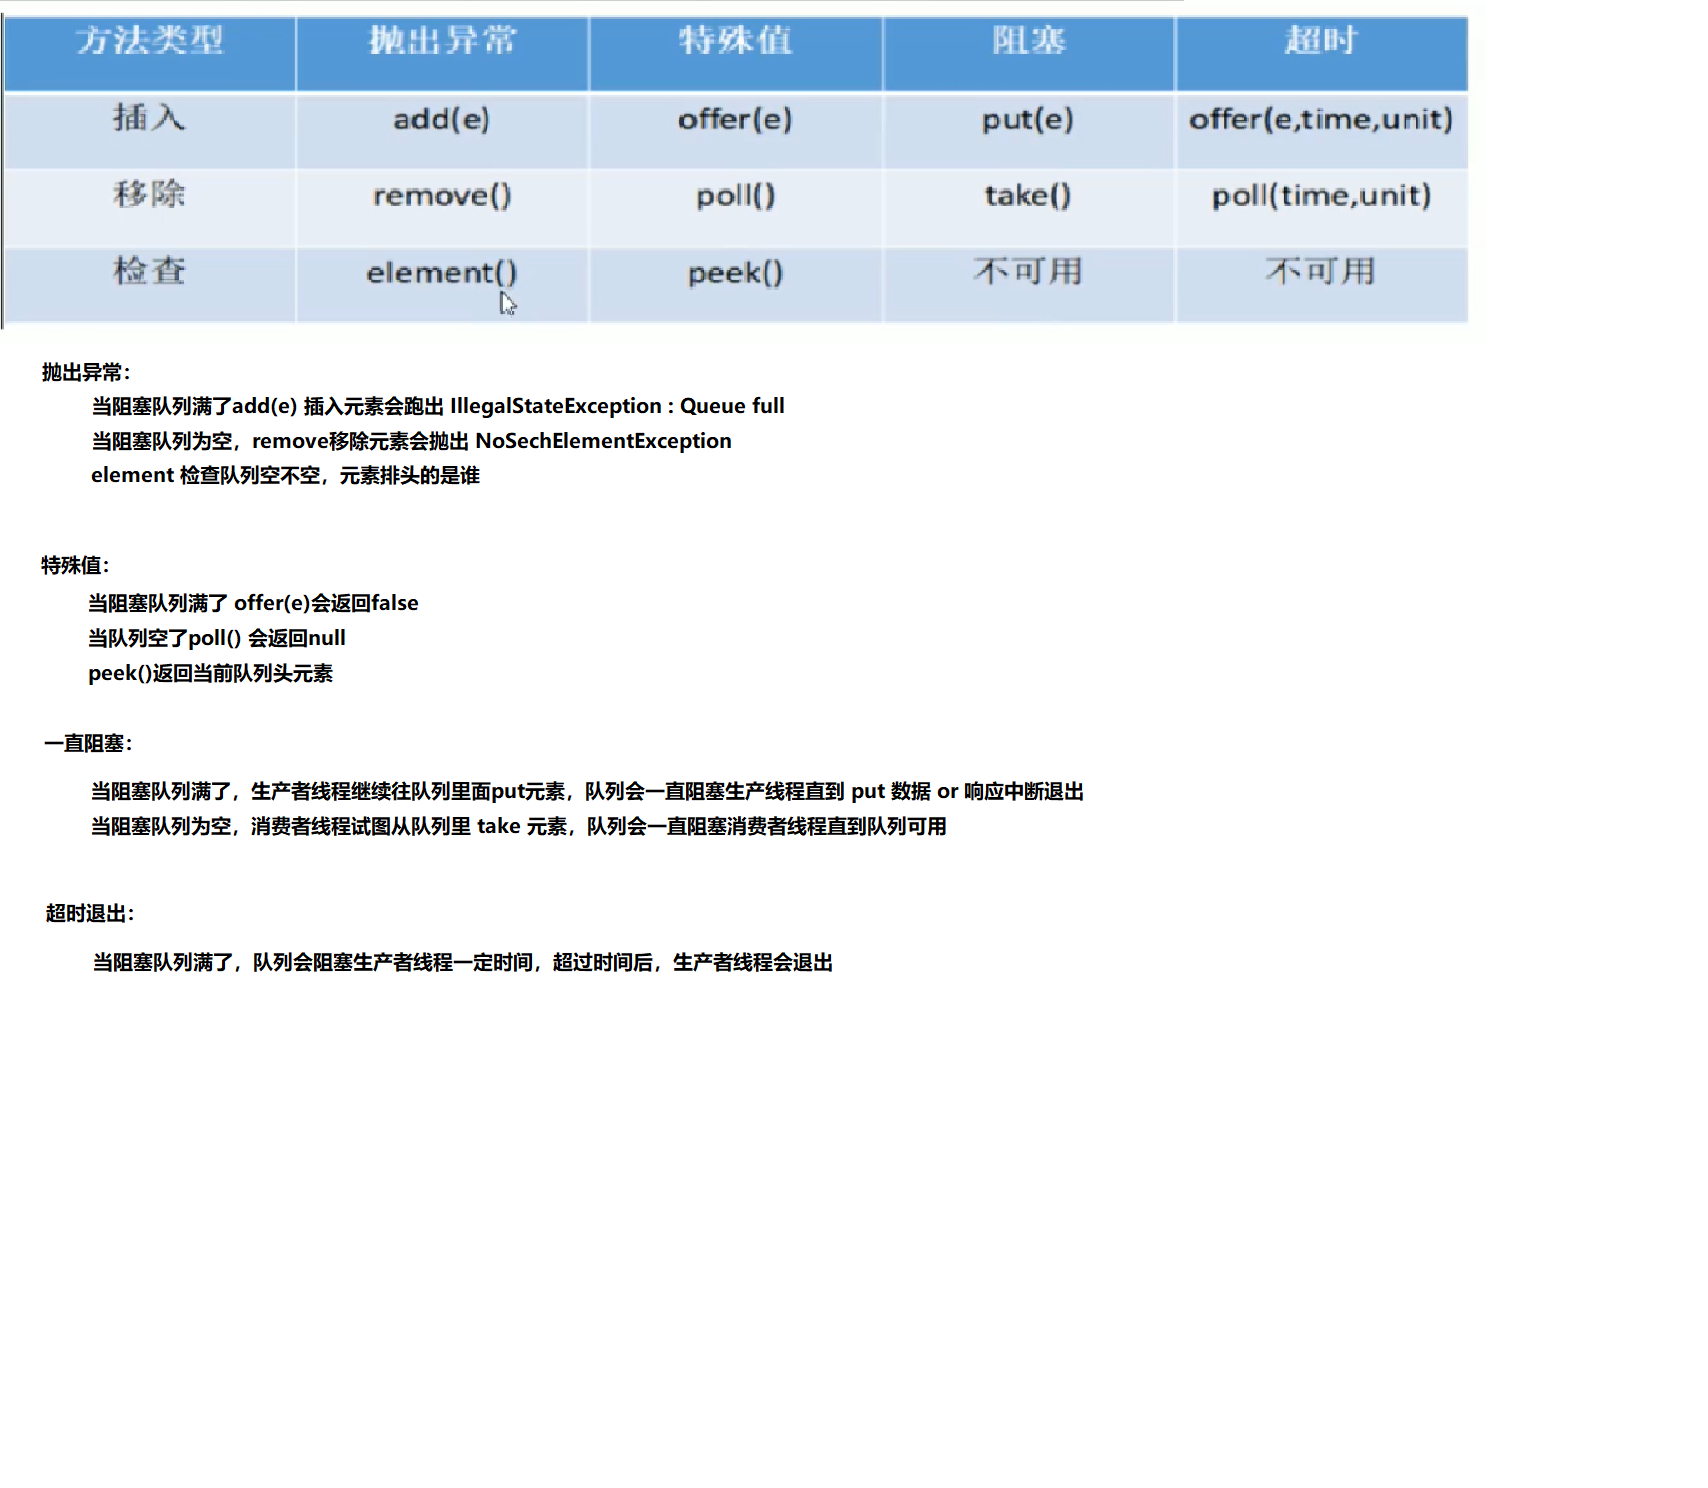 方法类型 抛出异常 特殊值 阻塞 超时
插入 add(e) offer(e) put(e) offer(e,time,unit)
移除 remove() poll() take() poll(time,unit)
检查 element() peek() 不可用 不可用
抛出异常：
当阻塞队列满了add(e) 插入元素会跑出 IllegalStateException : Queue full
当阻塞队列为空，remove移除元素会抛出 NoSechElementException
element 检查队列空不空，元素排头的是谁
特殊值：
当阻塞队列满了 offer(e)会返回false
当队列空了poll() 会返回null
peek()返回当前队列头元素
一直阻塞：
当阻塞队列满了，生产者线程继续往队列里面put元素，队列会一直阻塞生产线程直到 put 数据 or 响应中断退出
当阻塞队列为空，消费者线程试图从队列里 take 元素，队列会一直阻塞消费者线程直到队列可用
超时退出：
当阻塞队列满了，队列会阻塞生产者线程一定时间，超过时间后，生产者线程会退出